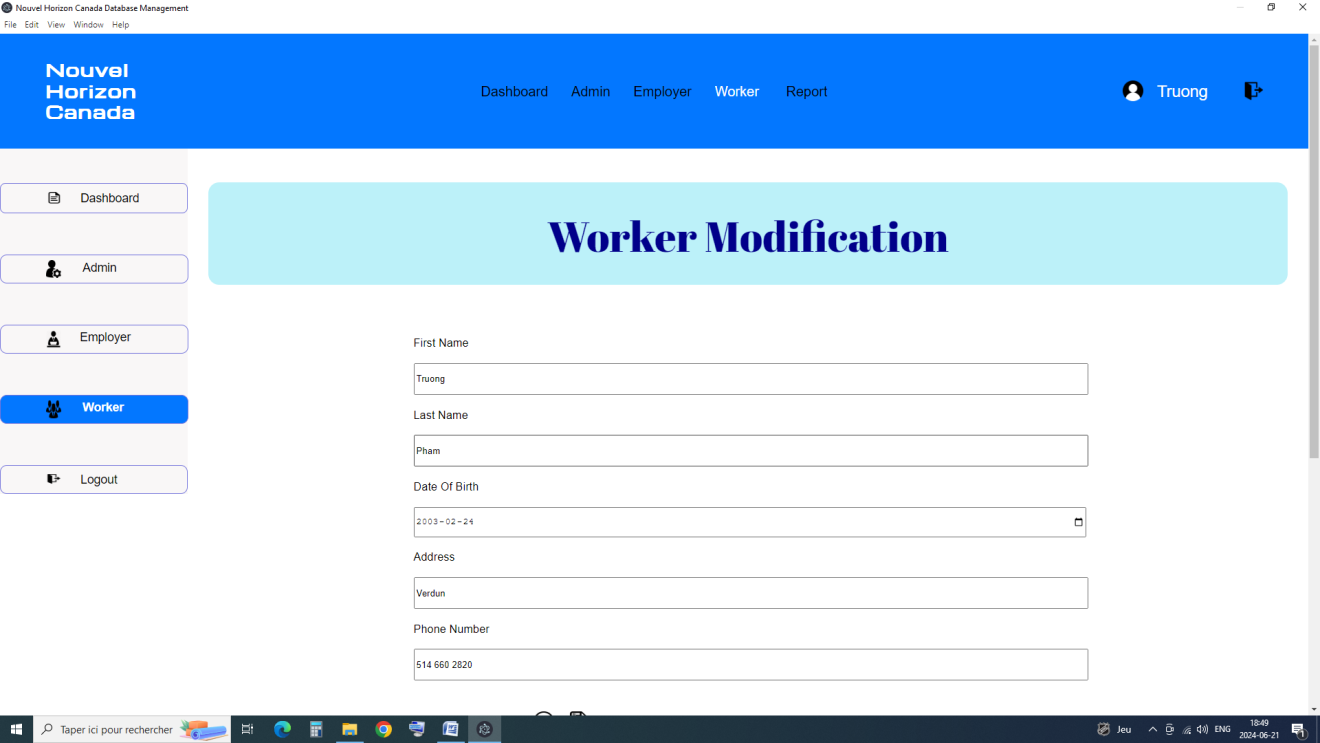 Nouvel Horizon Canada Database Management
File Edit View Window Help
Nouvel
Horizon
Canada
Dashboard Admin Employer Worker Report
Truong
Dashboard
Admin
Employer
Worker
Logout
Worker Modification
First Name
Truong
Last Name
Pham
Date Of Birth
2003-02-24
Address
Verdun
Phone Number
514 660 2820
Taper ici pour rechercher
Jeu
ENG
18:49
2024-06-21
1